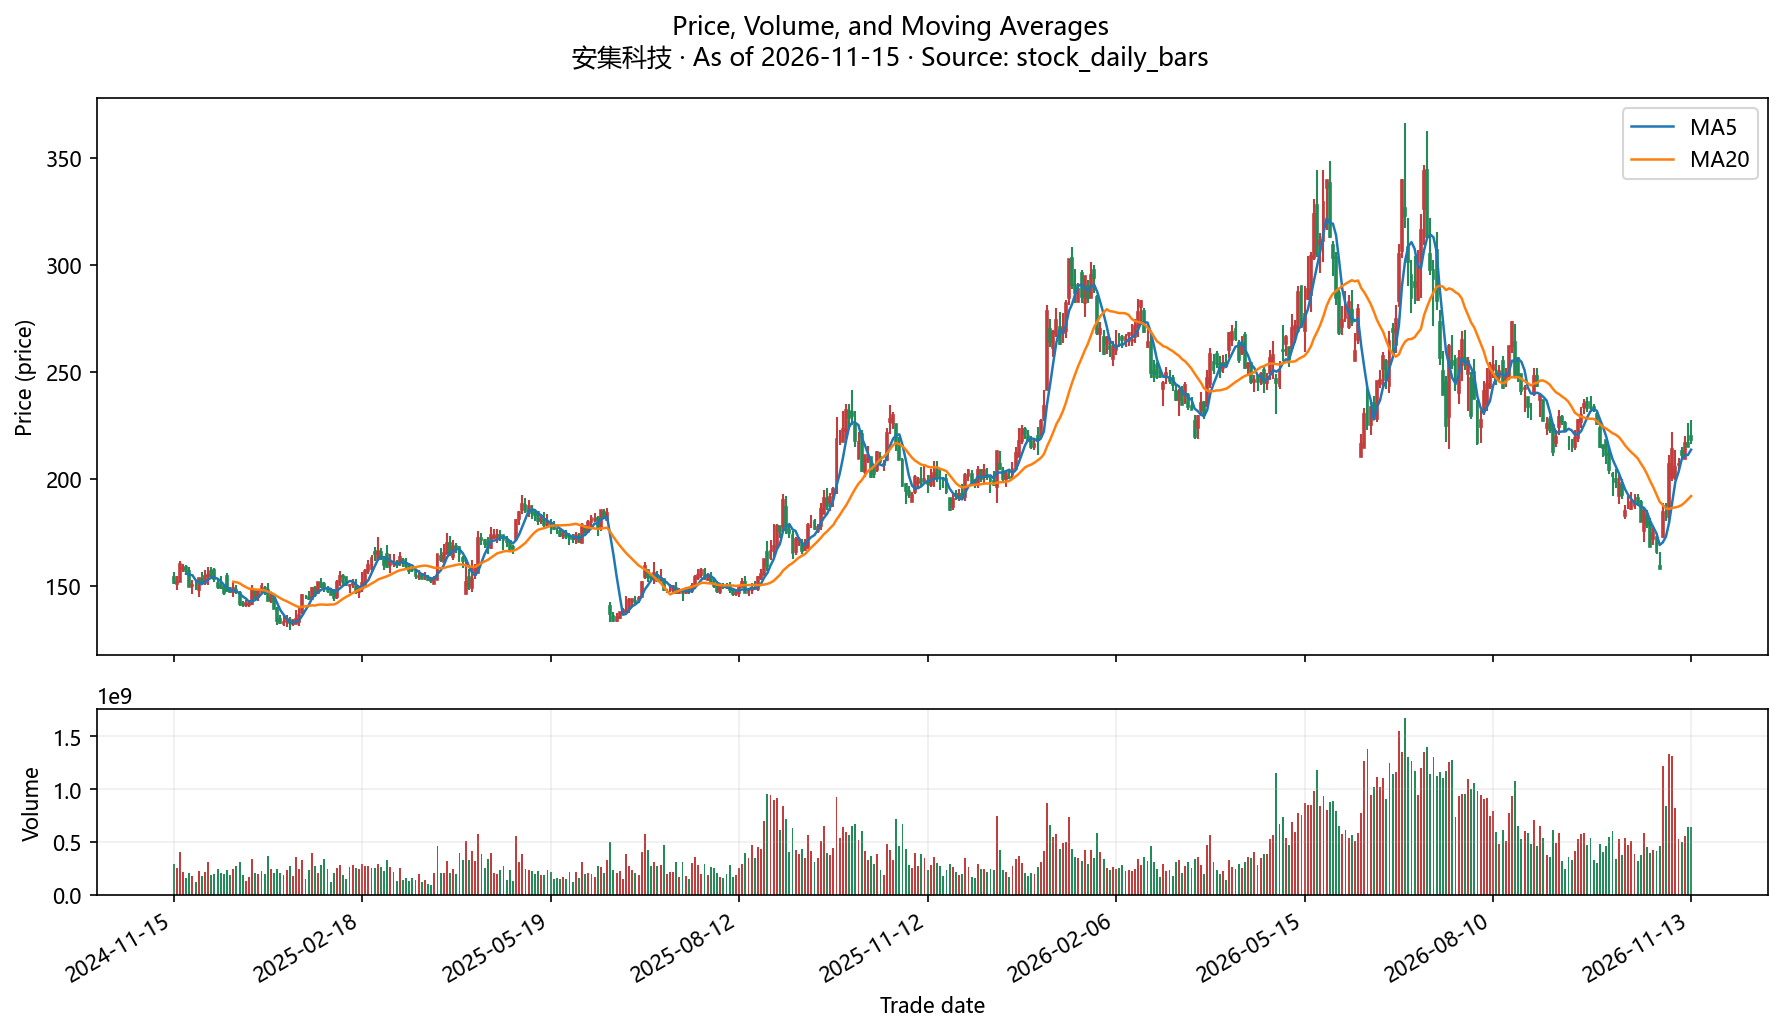 Price, Volume, and Moving Averages
安集科技 · As of 2026-11-15 · Source: stock_daily_bars
MA5
MA20
350
300
250
200
150
Price (price)
1e9
1.5
1.0
0.5
0.0
Volume
2024-11-15
2025-02-18
2025-05-19
2025-08-12
2025-11-12
2026-02-06
2026-05-15
2026-08-10
2026-11-13
Trade date